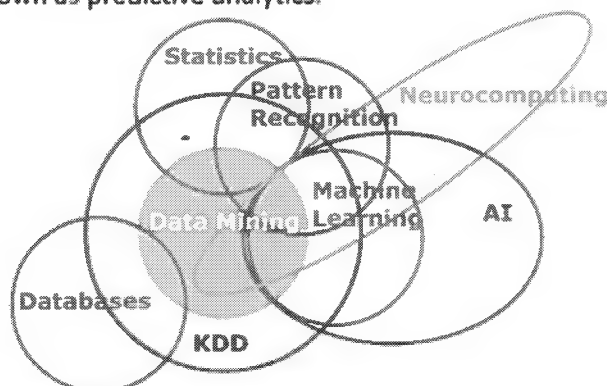 own as predictive analytics.
Statistics
Pattern
Recognition
Neurocomputing
Machine
Learning
Data Mining
AI
Databases
KDD